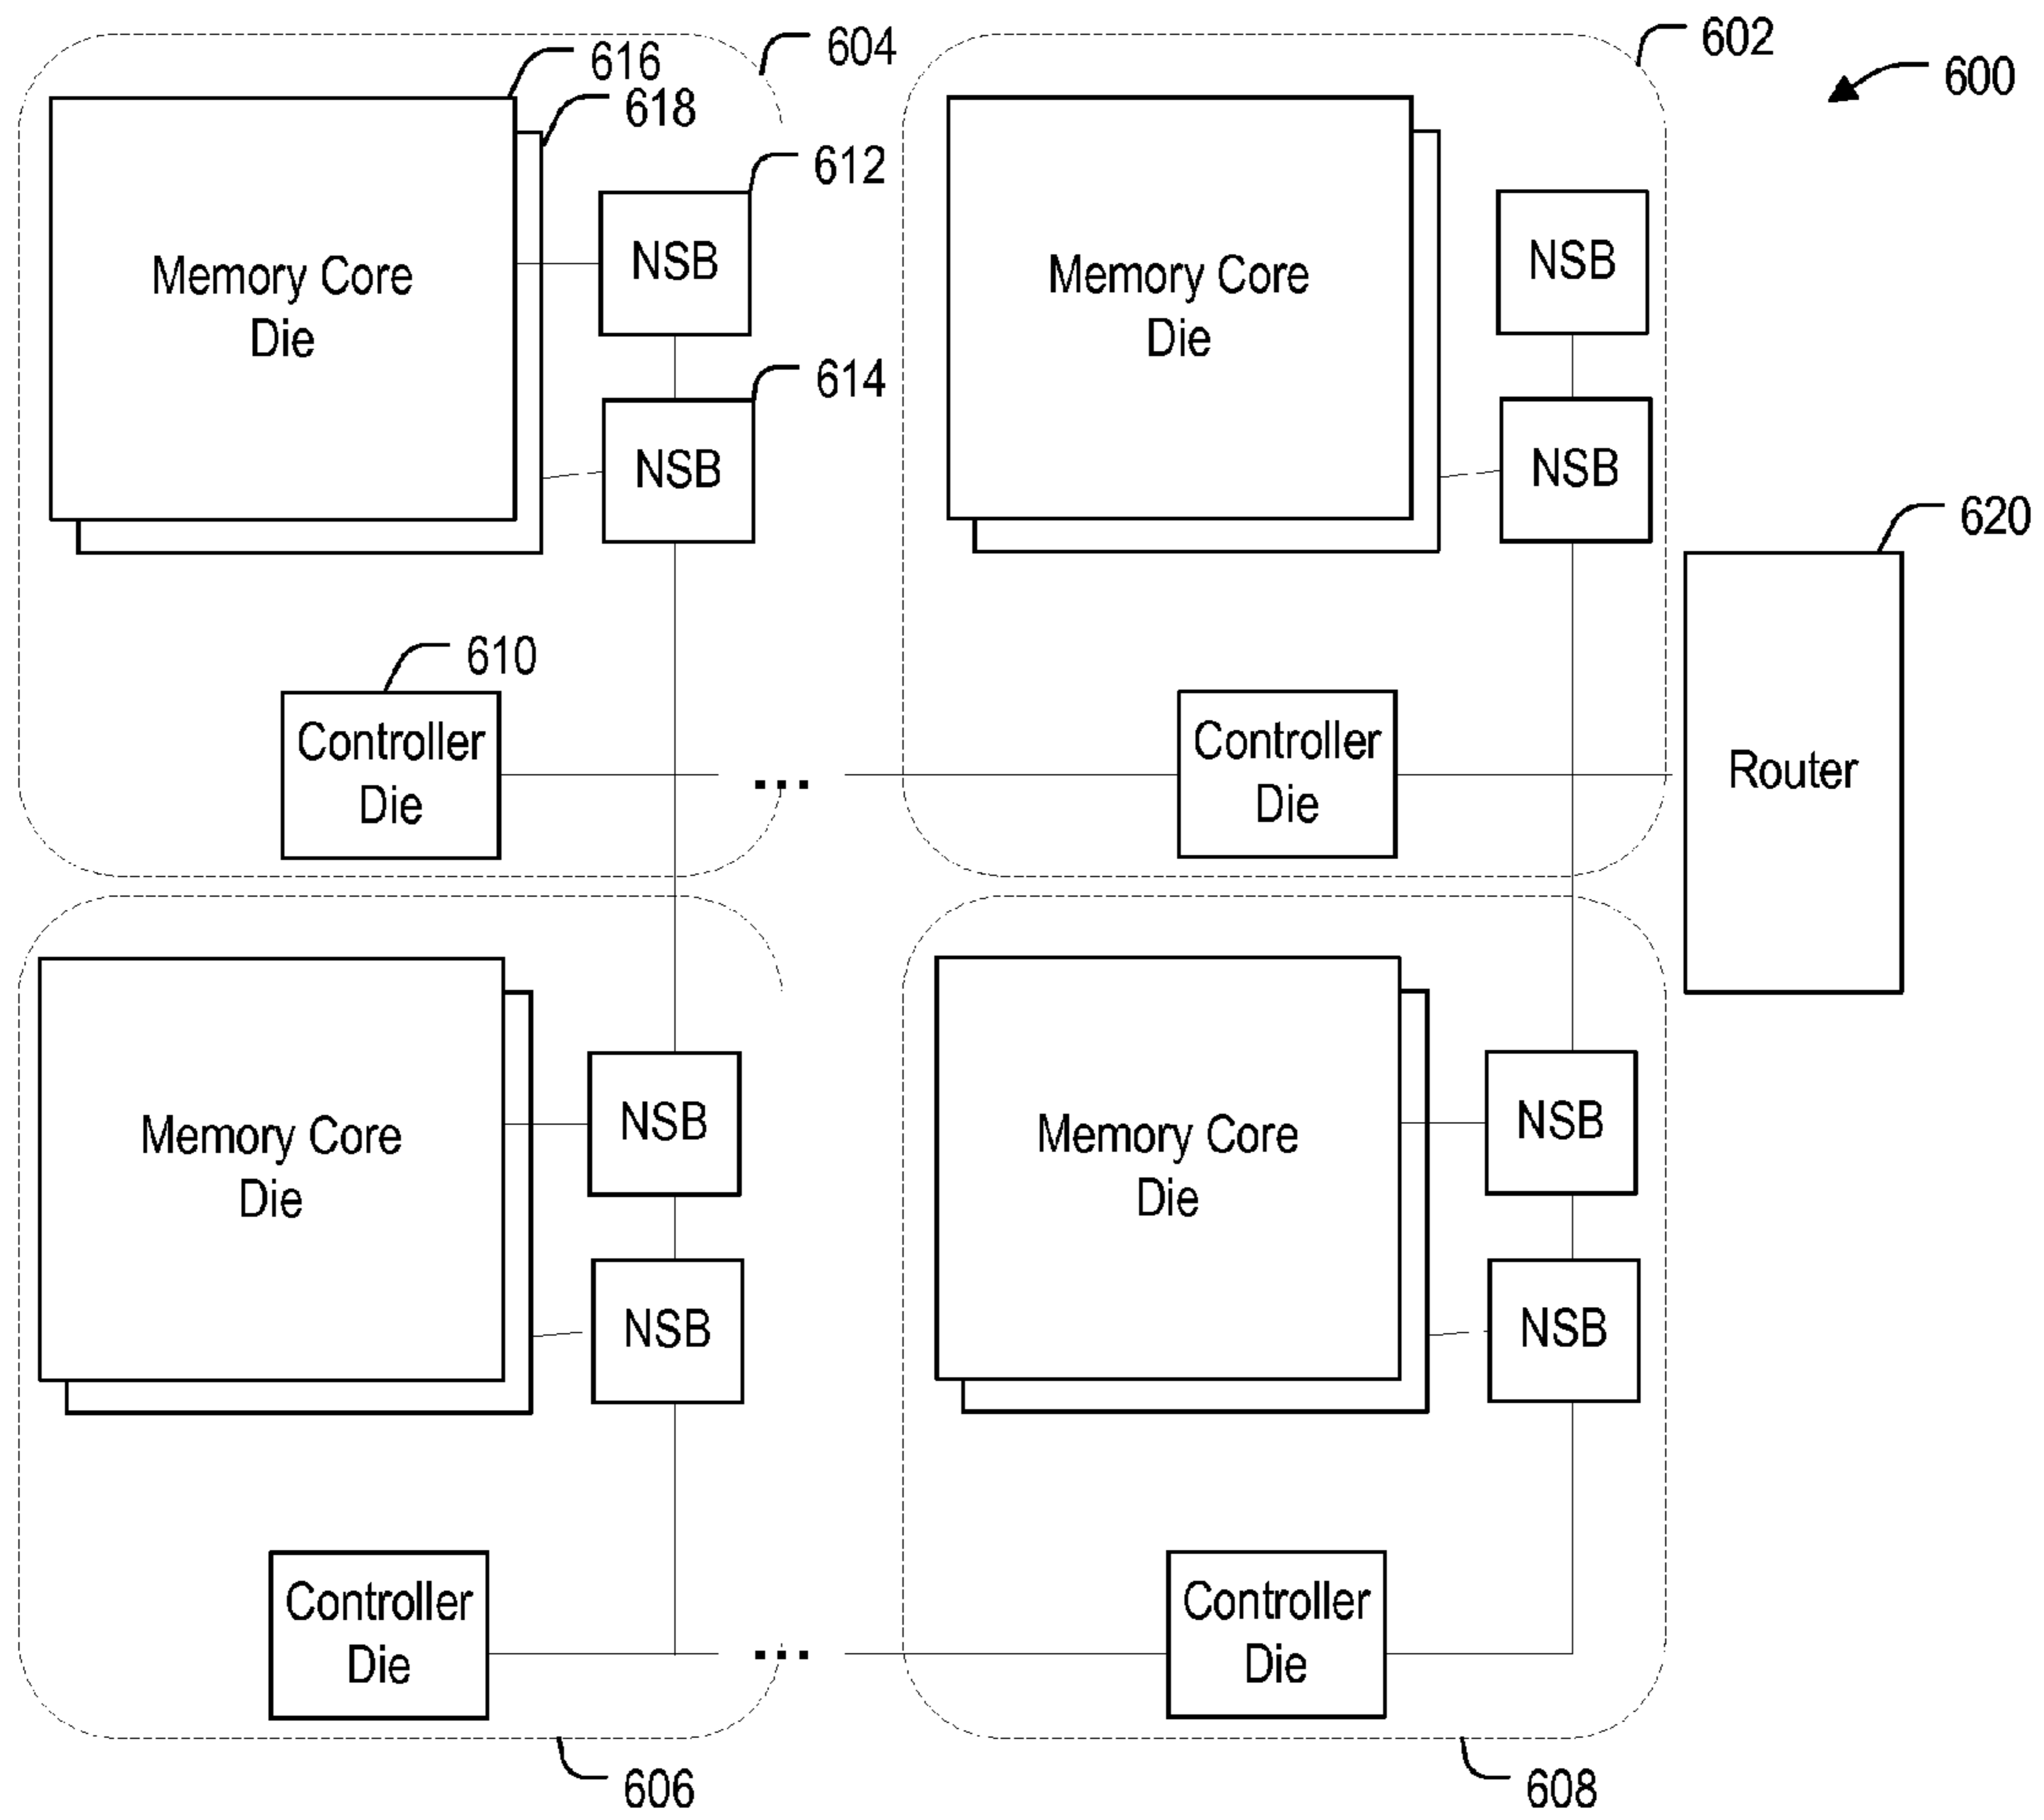 604
602
616
600
618
612
NSB
NSB
Memory Core
Die
Memory Core
Die
614
NSB
NSB
620
610
Controller
Die
...
Controller
Die
Router
NSB
NSB
Memory Core
Die
Memory Core
Die
NSB
NSB
Controller
Die
...
Controller
Die
606
608